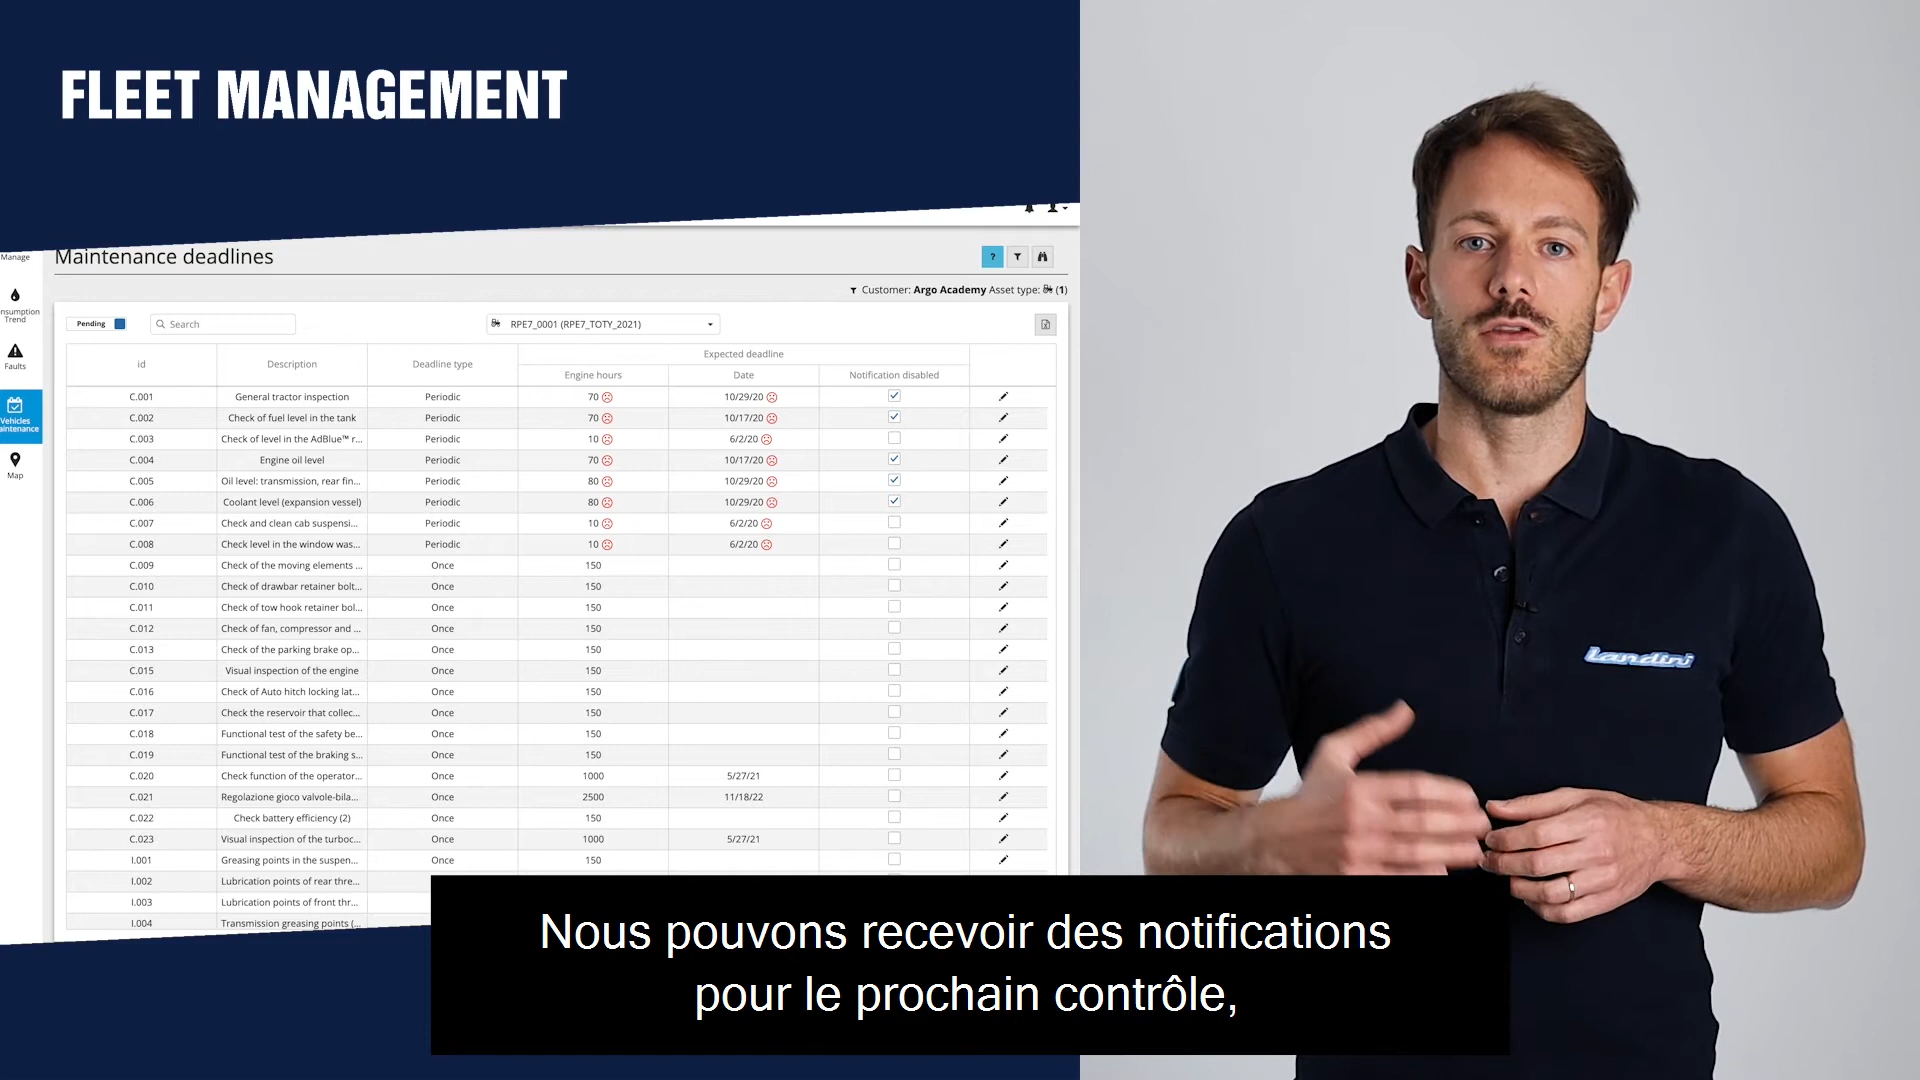 FLEET MANAGEMENT
Manage
nsumption
Trend
Faults
Vehicles
aintenance
Map
Maintenance deadlines
?
Customer: Argo Academy Asset type: (1)
Pending
Search
RPE7_0001 (RPE7_TOTY_2021)
id Description Deadline type Expected deadline
Engine hours Date Notification disabled
C.001 General tractor inspection Periodic 70 10/29/20
C.002 Check of fuel level in the tank Periodic 70 10/17/20
C.003 Check of level in the AdBlue™ r... Periodic 10 6/2/20
C.004 Engine oil level Periodic 70 10/17/20
C.005 Oil level: transmission, rear fin... Periodic 80 10/29/20
C.006 Coolant level (expansion vessel) Periodic 80 10/29/20
C.007 Check and clean cab suspensi... Periodic 10 6/2/20
C.008 Check level in the window was... Periodic 10 6/2/20
C.009 Check of the moving elements ... Once 150
C.010 Check of drawbar retainer bolt... Once 150
C.011 Check of tow hook retainer bol... Once 150
C.012 Check of fan, compressor and ... Once 150
C.013 Check of the parking brake op... Once 150
C.015 Visual inspection of the engine Once 150
C.016 Check of Auto hitch locking lat... Once 150
C.017 Check the reservoir that collec... Once 150
C.018 Functional test of the safety be... Once 150
C.019 Functional test of the braking s... Once 150
C.020 Check function of the operator... Once 1000 5/27/21
C.021 Regolazione gioco valvole-bila... Once 2500 11/18/22
C.022 Check battery efficiency (2) Once 150
C.023 Visual inspection of the turboc... Once 1000 5/27/21
I.001 Greasing points in the suspen... Once 150
I.002 Lubrication points of rear thre...
I.003 Lubrication points of front thr...
I.004 Transmission greasing points (...
Landini
Nous pouvons recevoir des notifications
pour le prochain contrôle,